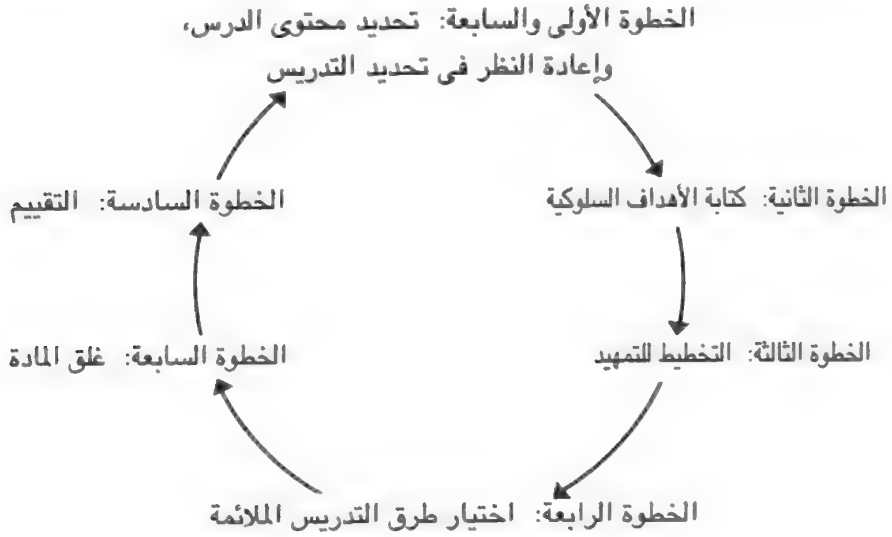 الخطوة الأولى والسابعة: تحديد محتوى الدرس،
وإعادة النظر فى تحديد التدريس
الخطوة الثانية: كتابة الأهداف السلوكية
الخطوة الثالثة: التخطيط للتمهيد
الخطوة الرابعة: اختيار طرق التدريس الملائمة
الخطوة السابعة: غلق المادة
الخطوة السادسة: التقييم